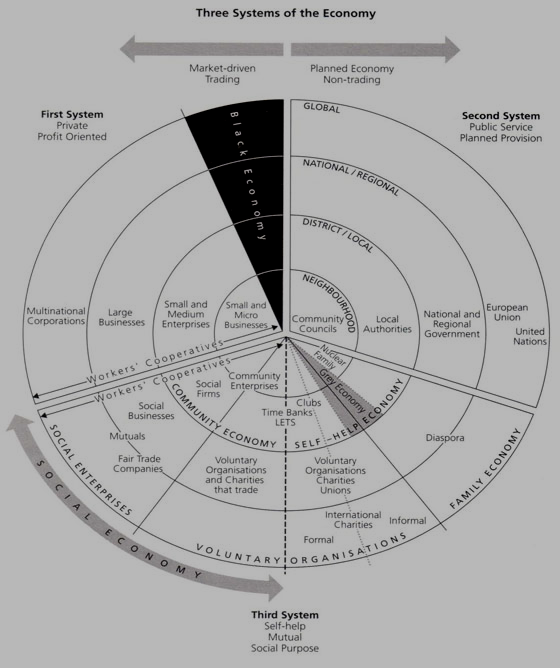 Three Systems of the Economy
Market-driven
Trading
Planned Economy
Non-trading
First System
Private
Profit Oriented
Second System
Public Service
Planned Provision
Black Economy
GLOBAL
NATIONAL / REGIONAL
DISTRICT / LOCAL
NEIGHBOURHOOD
Multinational
Corporations
Large
Businesses
Small and
Medium
Enterprises
Small and
Micro
Businesses
Community
Councils
Local
Authorities
National and
Regional
Government
European
Union
United
Nations
Workers' Cooperatives
Workers' Cooperatives
Nuclear
Family
Grey Economy
Social
Firms
Community
Enterprises
Clubs
Time Banks
LETS
COMMUNITY ECONOMY
SELF-HELP ECONOMY
Social
Businesses
Mutuals
Fair Trade
Companies
Voluntary
Organisations
and Charities
that trade
Voluntary
Organisations
Charities
Unions
Diaspora
International
Charities
Informal
Formal
SOCIAL ENTERPRISES
VOLUNTARY ORGANISATIONS
FAMILY ECONOMY
SOCIAL ECONOMY
Third System
Self-help
Mutual
Social Purpose